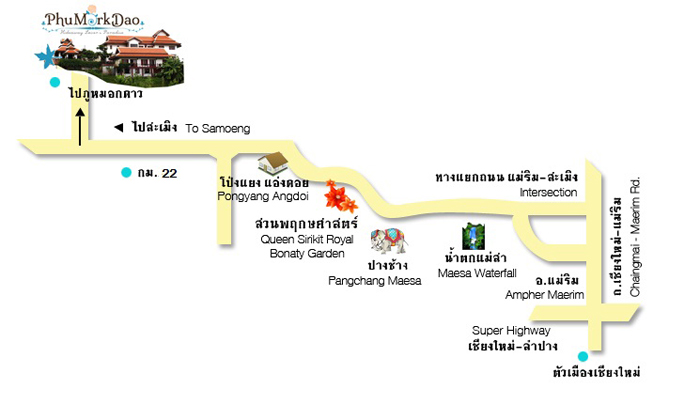 PhuMorkDao
Hideaway Lover's Paradise
ไปภูหมอกดาว
ไปสะเมิง To Samoeng
กม. 22
โป่งแยง แอ่งดอย
Pongyang Angdoi
ทางแยกถนน แม่ริม-สะเมิง
Intersection
สวนพฤกษศาสตร์
Queen Sirikit Royal
Bonaty Garden
ปางช้าง
Pangchang Maesa
น้ำตกแม่สา
Maesa Waterfall
อ.แม่ริม
Ampher Maerim
ถ.เชียงใหม่-แม่ริม
Chaingmai - Maerim Rd.
Super Highway
เชียงใหม่-ลำปาง
ตัวเมืองเชียงใหม่